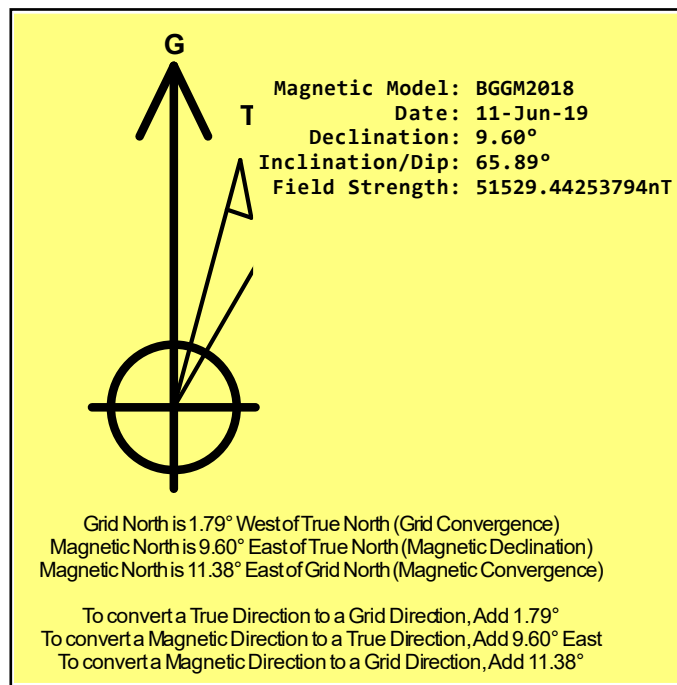 G
T
Magnetic Model: BGGM2018
Date: 11-Jun-19
Declination: 9.60°
Inclination/Dip: 65.89°
Field Strength: 51529.44253794nT
Grid North is 1.79° West of True North (Grid Convergence)
Magnetic North is 9.60° East of True North (Magnetic Declination)
Magnetic North is 11.38° East of Grid North (Magnetic Convergence)
To convert a True Direction to a Grid Direction, Add 1.79°
To convert a Magnetic Direction to a True Direction, Add 9.60° East
To convert a Magnetic Direction to a Grid Direction, Add 11.38°